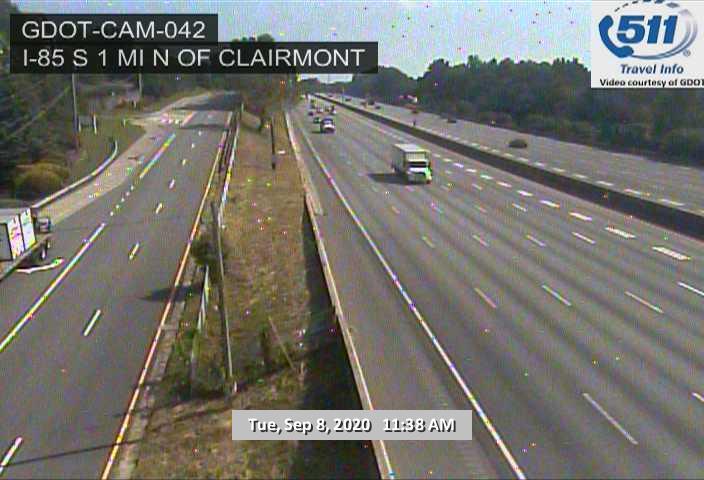 GDOT-CAM-042
I-85 S 1 MI N OF CLAIRMONT
511
Travel Info
Video courtesy of GDOT
Tue, Sep 8, 2020 11:38 AM